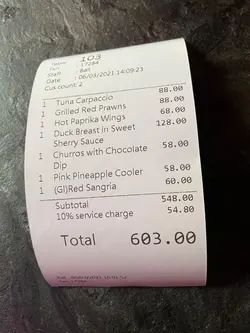 Table : 103
: 17284
Staff : Bali
Date : 06/03/2021 14:09:23
Cus count: 2
1 Tuna Carpaccio 88.00
1 Grilled Red Prawns 88.00
1 Hot Paprika Wings 68.00
1 Duck Breast in Sweet 128.00
Sherry Sauce
1 Churros with Chocolate 58.00
Dip
1 Pink Pineapple Cooler 58.00
1 (Gl)Red Sangria 60.00
Subtotal 548.00
10% service charge 54.80
Total 603.00